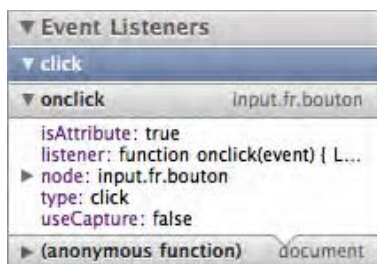 ▼ Event Listeners
▼ click
▼ onclick input.fr.bouton
isAttribute: true
listener: function onclick(event) { L...
▶ node: input.fr.bouton
type: click
useCapture: false
▶ (anonymous function) document